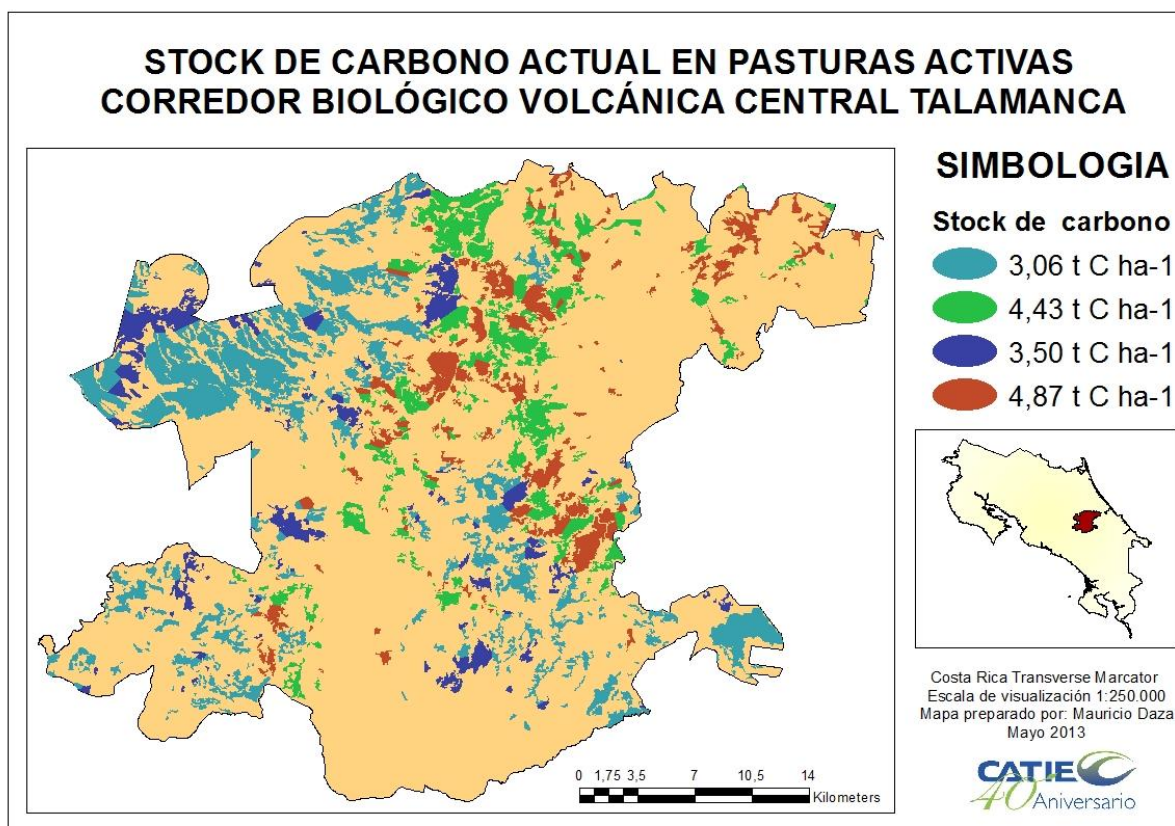 STOCK DE CARBONO ACTUAL EN PASTURAS ACTIVAS
CORREDOR BIOLÓGICO VOLCÁNICA CENTRAL TALAMANCA
SIMBOLOGIA
Stock de carbono
3,06 t C ha-1
4,43 t C ha-1
3,50 t C ha-1
4,87 t C ha-1
Costa Rica Transverse Marcator
Escala de visualización 1:250.000
Mapa preparado por: Mauricio Daza
Mayo 2013
CATIE
40 Aniversario
0 1,75 3,5 7 10,5 14
Kilometers